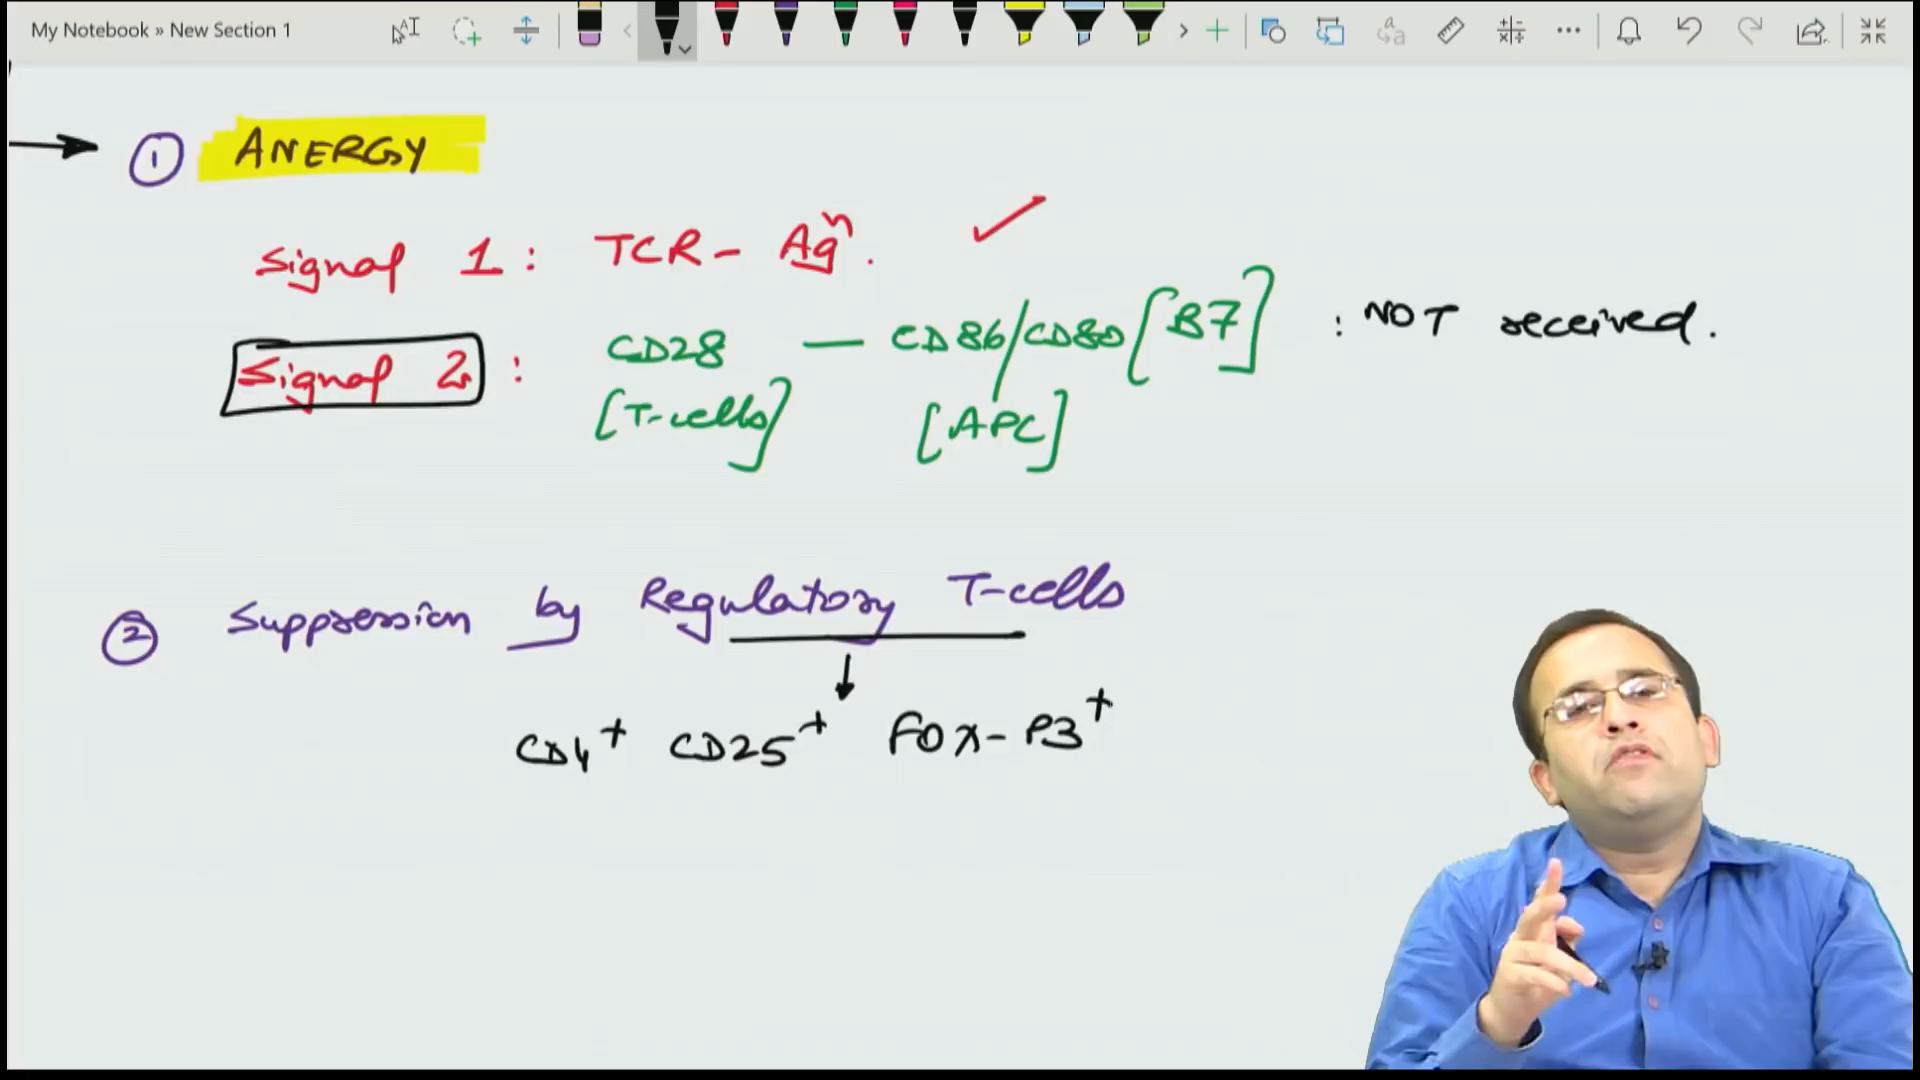 My Notebook » New Section 1
① ANERGY
Signal 1 : TCR - Agⁿ.
Signal 2 : CD28 — CD86/CD80 [B7] : NOT received.
[T-cells] [APC]
② Suppression by Regulatory T-cells
CD4⁺ CD25⁺ FOX-P3⁺